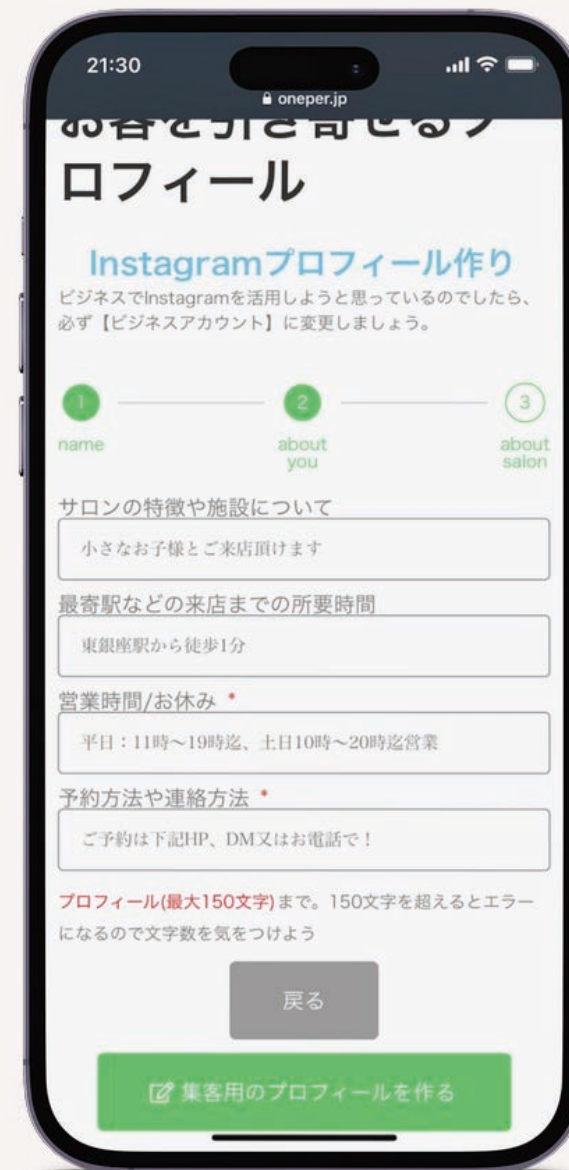 21:30
oneper.jp
お客を引き寄せるプ
ロフィール
Instagramプロフィール作り
ビジネスでInstagramを活用しようと思っているのでしたら、
必ず【ビジネスアカウント】に変更しましょう。
1 2 3
name about you about salon
サロンの特徴や施設について
小さなお子様とご来店頂けます
最寄駅などの来店までの所要時間
東銀座駅から徒歩1分
営業時間/お休み *
平日：11時〜19時迄、土日10時〜20時迄営業
予約方法や連絡方法 *
ご予約は下記HP、DM又はお電話で！
プロフィール(最大150文字)まで。150文字を超えるとエラー
になるので文字数を気をつけよう
戻る
集客用のプロフィールを作る